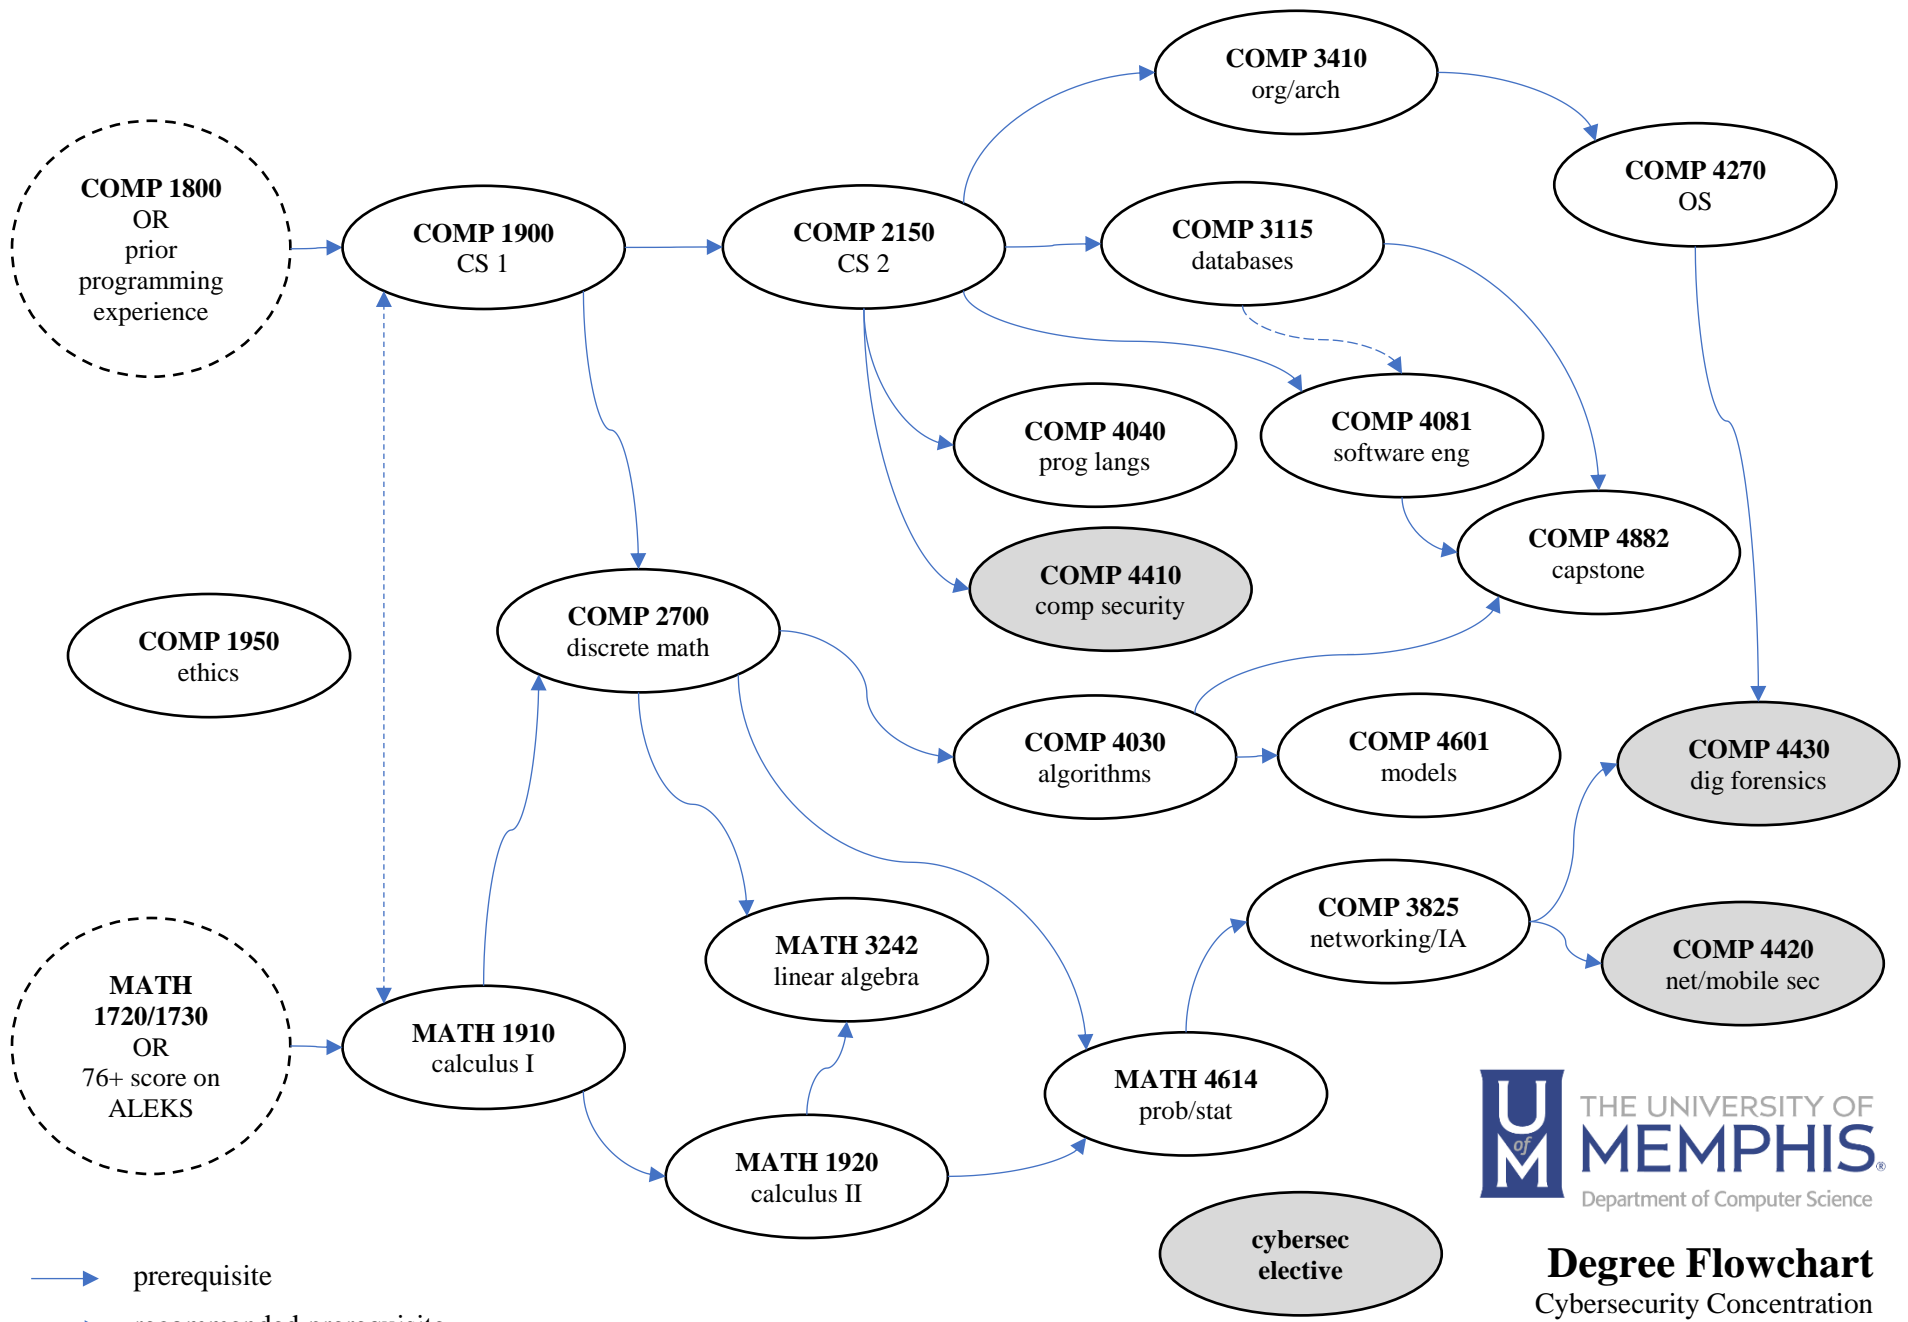 COMP 3410
org/arch
COMP 4270
OS
COMP 1800
OR
prior
programming
experience
COMP 1900
CS 1
COMP 2150
CS 2
COMP 3115
databases
COMP 4040
prog langs
COMP 4081
software eng
COMP 4882
capstone
COMP 4410
comp security
COMP 1950
ethics
COMP 2700
discrete math
COMP 4030
algorithms
COMP 4601
models
COMP 4430
dig forensics
COMP 3825
networking/IA
COMP 4420
net/mobile sec
MATH 3242
linear algebra
MATH
1720/1730
OR
76+ score on
ALEKS
MATH 1910
calculus I
MATH 4614
prob/stat
MATH 1920
calculus II
cybersec
elective
U
of
M
THE UNIVERSITY OF
MEMPHIS®
Department of Computer Science
Degree Flowchart
Cybersecurity Concentration
prerequisite
recommended prerequisite